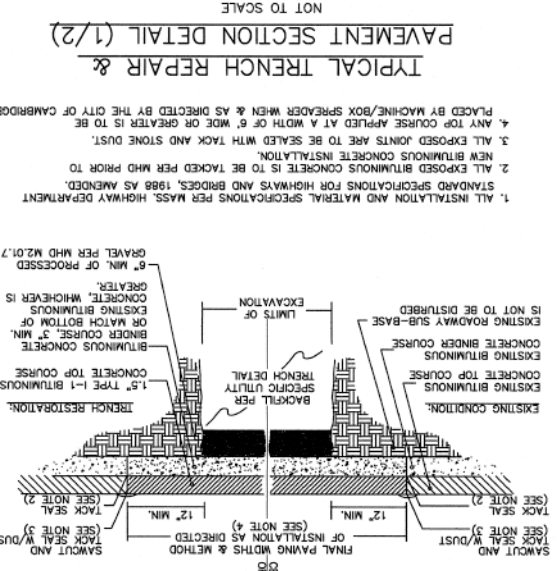 SAWCUT AND
TACK SEAL W/DUST
(SEE NOTE 3)
TACK SEAL
(SEE NOTE 2)
FINAL PAVING WIDTHS & METHOD
OF INSTALLATION AS DIRECTED
(SEE NOTE 4)
12" MIN.
12" MIN.
SAWCUT AND
TACK SEAL W/DUS
(SEE NOTE 3)
TACK SEAL
(SEE NOTE 2)
EXISTING CONDITION:
EXISTING BITUMINOUS
CONCRETE TOP COURSE
EXISTING BITUMINOUS
CONCRETE BINDER COURSE
EXISTING ROADWAY SUB-BASE
IS NOT TO BE DISTURBED
BACKFILL PER
SPECIFIC UTILITY
TRENCH DETAIL
LIMITS OF
EXCAVATION
TRENCH RESTORATION:
1.5" TYPE I-1 BITUMINOUS
CONCRETE TOP COURSE
BITUMINOUS CONCRETE
BINDER COURSE, 3" MIN.
OR MATCH BOTTOM OF
EXISTING BITUMINOUS
CONCRETE, WHICHEVER IS
GREATER.
6" MIN. OF PROCESSED
GRAVEL PER MHD M2.01.7
1. ALL INSTALLATION AND MATERIAL SPECIFICATIONS PER MASS. HIGHWAY DEPARTMENT
STANDARD SPECIFICATIONS FOR HIGHWAYS AND BRIDGES, 1988 AS AMENDED.
2. ALL EXPOSED BITUMINOUS CONCRETE IS TO BE TACKED PER MHD PRIOR TO
NEW BITUMINOUS CONCRETE INSTALLATION.
3. ALL EXPOSED JOINTS ARE TO BE SEALED WITH TACK AND STONE DUST.
4. ANY TOP COURSE APPLIED AT A WIDTH OF 6' WIDE OR GREATER IS TO BE
PLACED BY MACHINE/BOX SPREADER WHEN & AS DIRECTED BY THE CITY OF CAMBRIDGE
TYPICAL TRENCH REPAIR &
PAVEMENT SECTION DETAIL (1/2)
NOT TO SCALE